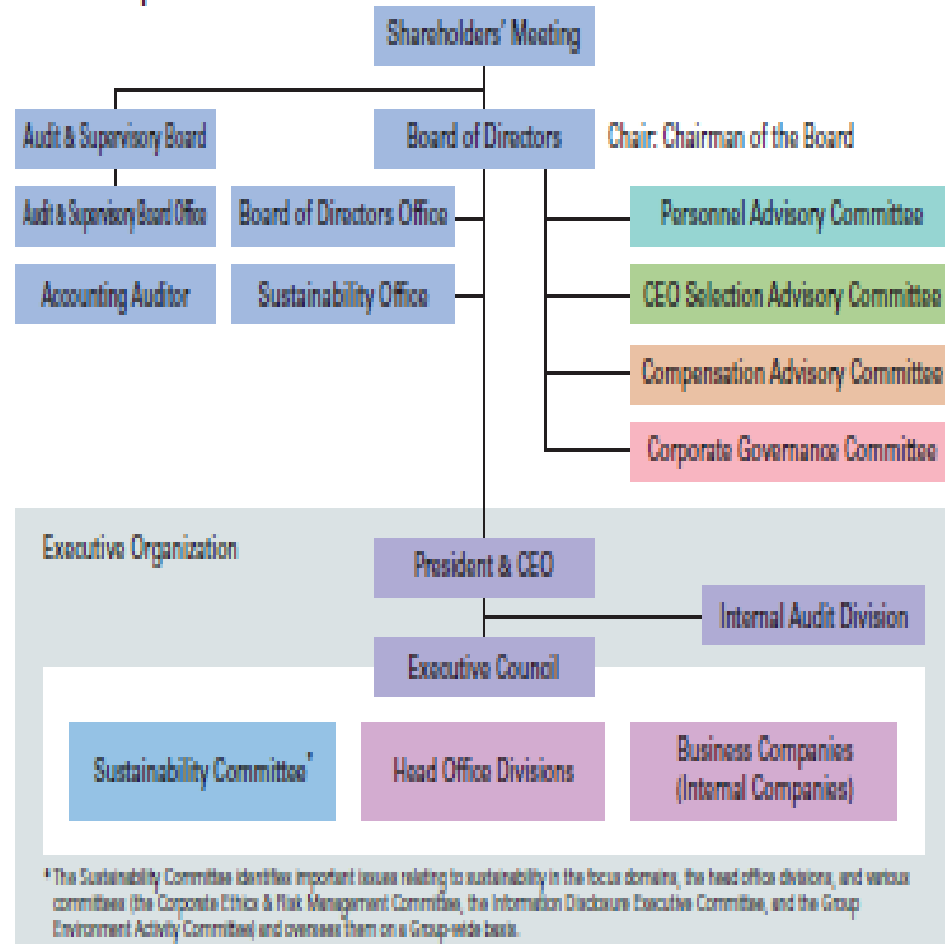 Shareholders' Meeting
Audit & Supervisory Board
Board of Directors
Chair: Chairman of the Board
Audit & Supervisory Board Office
Board of Directors Office
Personnel Advisory Committee
Accounting Auditor
Sustainability Office
CEO Selection Advisory Committee
Compensation Advisory Committee
Corporate Governance Committee
Executive Organization
President & CEO
Internal Audit Division
Executive Council
Sustainability Committee*
Head Office Divisions
Business Companies
(Internal Companies)
* The Sustainability Committee identifies important issues relating to sustainability in the focus domains, the head office divisions, and various
committees (the Corporate Ethics & Risk Management Committee, the Information Disclosure Executive Committee, and the Group
Environment Activity Committee) and oversees them on a Group-wide basis.